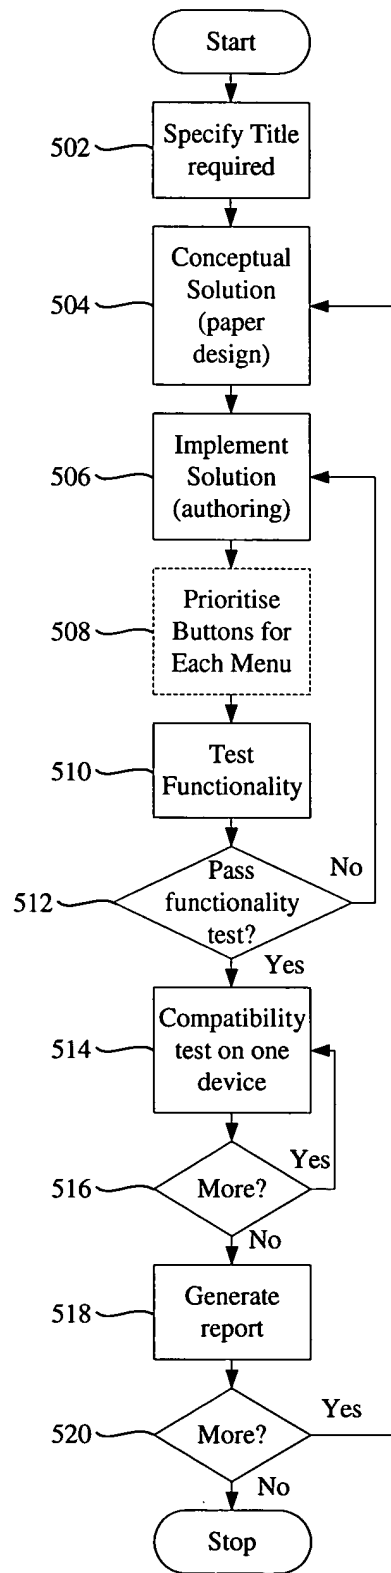 Start
502
Specify Title
required
504
Conceptual
Solution
(paper
design)
506
Implement
Solution
(authoring)
508
Prioritise
Buttons for
Each Menu
510
Test
Functionality
No
512
Pass
functionality
test?
Yes
514
Compatibility
test on one
device
Yes
516
More?
No
518
Generate
report
Yes
520
More?
No
Stop